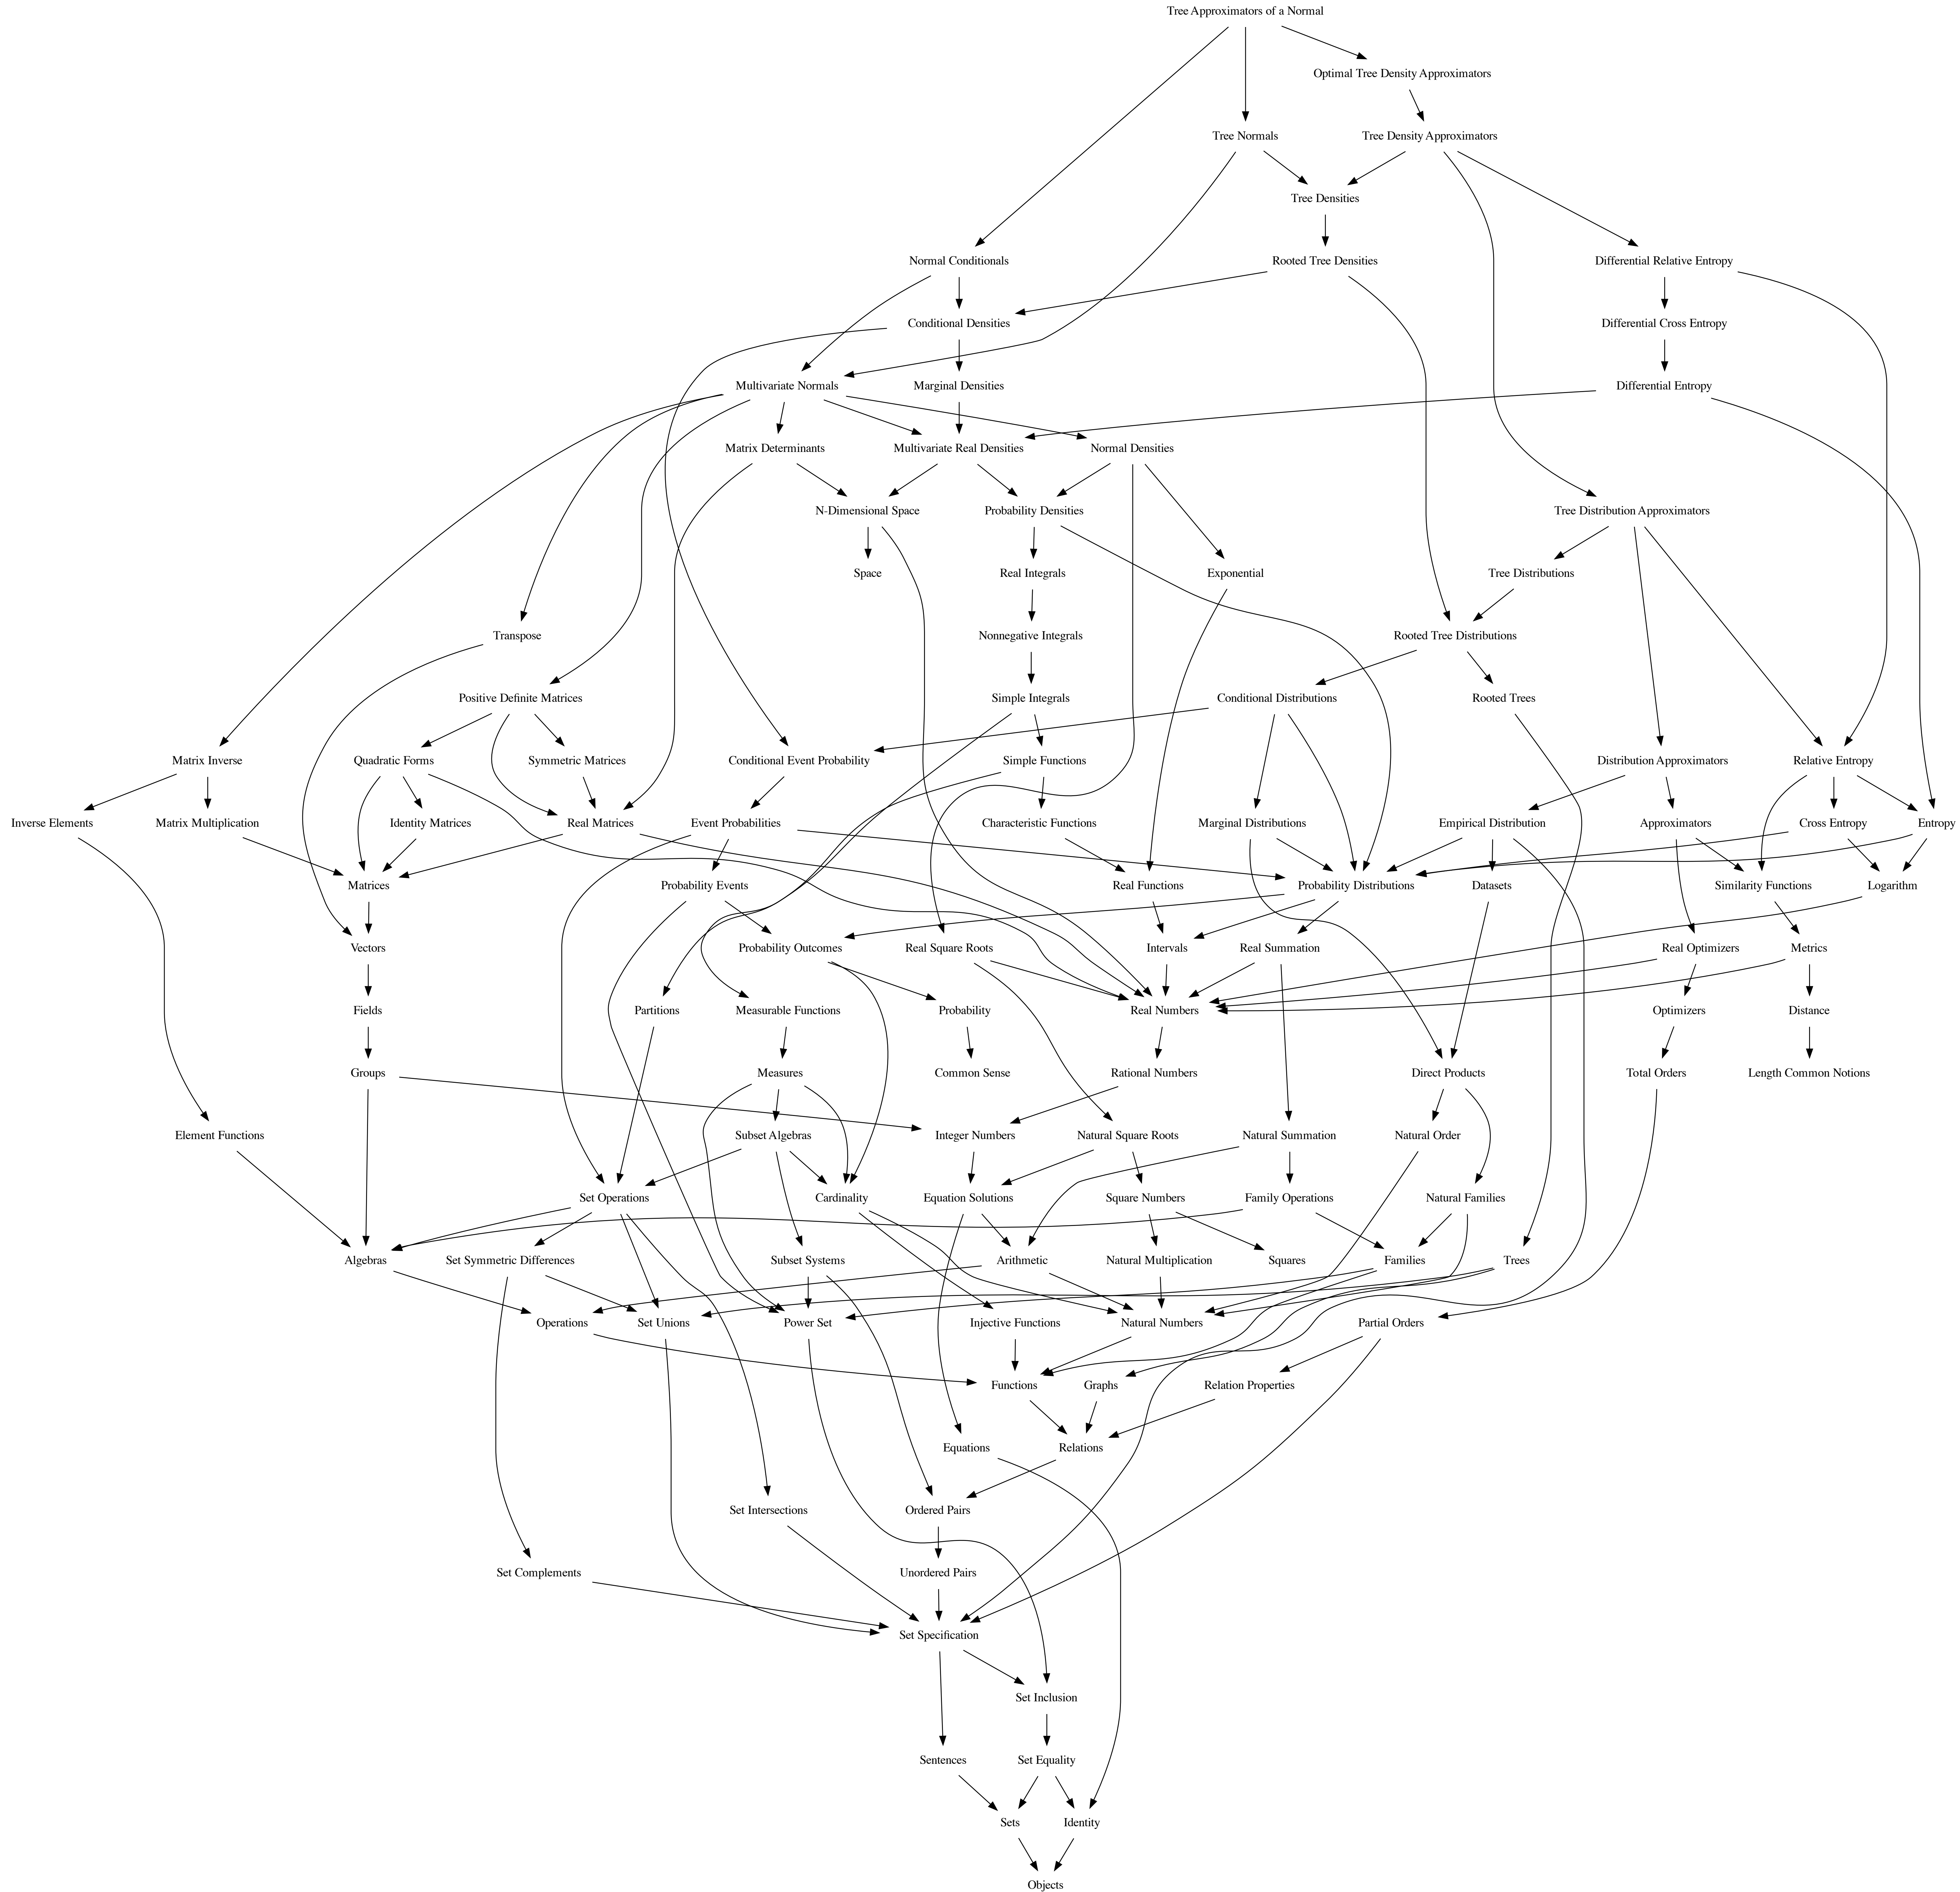 Tree Approximators of a Normal
Optimal Tree Density Approximators
Tree Normals
Tree Density Approximators
Tree Densities
Normal Conditionals
Rooted Tree Densities
Differential Relative Entropy
Conditional Densities
Differential Cross Entropy
Multivariate Normals
Marginal Densities
Differential Entropy
Matrix Determinants
Multivariate Real Densities
Normal Densities
N-Dimensional Space
Probability Densities
Tree Distribution Approximators
Space
Real Integrals
Exponential
Tree Distributions
Transpose
Nonnegative Integrals
Rooted Tree Distributions
Positive Definite Matrices
Simple Integrals
Conditional Distributions
Rooted Trees
Matrix Inverse
Quadratic Forms
Symmetric Matrices
Conditional Event Probability
Simple Functions
Distribution Approximators
Relative Entropy
Inverse Elements
Matrix Multiplication
Identity Matrices
Real Matrices
Event Probabilities
Characteristic Functions
Marginal Distributions
Empirical Distribution
Approximators
Cross Entropy
Entropy
Matrices
Probability Events
Real Functions
Probability Distributions
Datasets
Similarity Functions
Logarithm
Vectors
Probability Outcomes
Real Square Roots
Intervals
Real Summation
Real Optimizers
Metrics
Fields
Partitions
Measurable Functions
Probability
Real Numbers
Optimizers
Distance
Groups
Measures
Common Sense
Rational Numbers
Direct Products
Total Orders
Length Common Notions
Element Functions
Subset Algebras
Integer Numbers
Natural Square Roots
Natural Summation
Natural Order
Set Operations
Cardinality
Equation Solutions
Square Numbers
Family Operations
Natural Families
Algebras
Set Symmetric Differences
Subset Systems
Arithmetic
Natural Multiplication
Squares
Families
Trees
Operations
Set Unions
Power Set
Injective Functions
Natural Numbers
Partial Orders
Functions
Graphs
Relation Properties
Equations
Relations
Set Intersections
Ordered Pairs
Set Complements
Unordered Pairs
Set Specification
Set Inclusion
Sentences
Set Equality
Sets
Identity
Objects